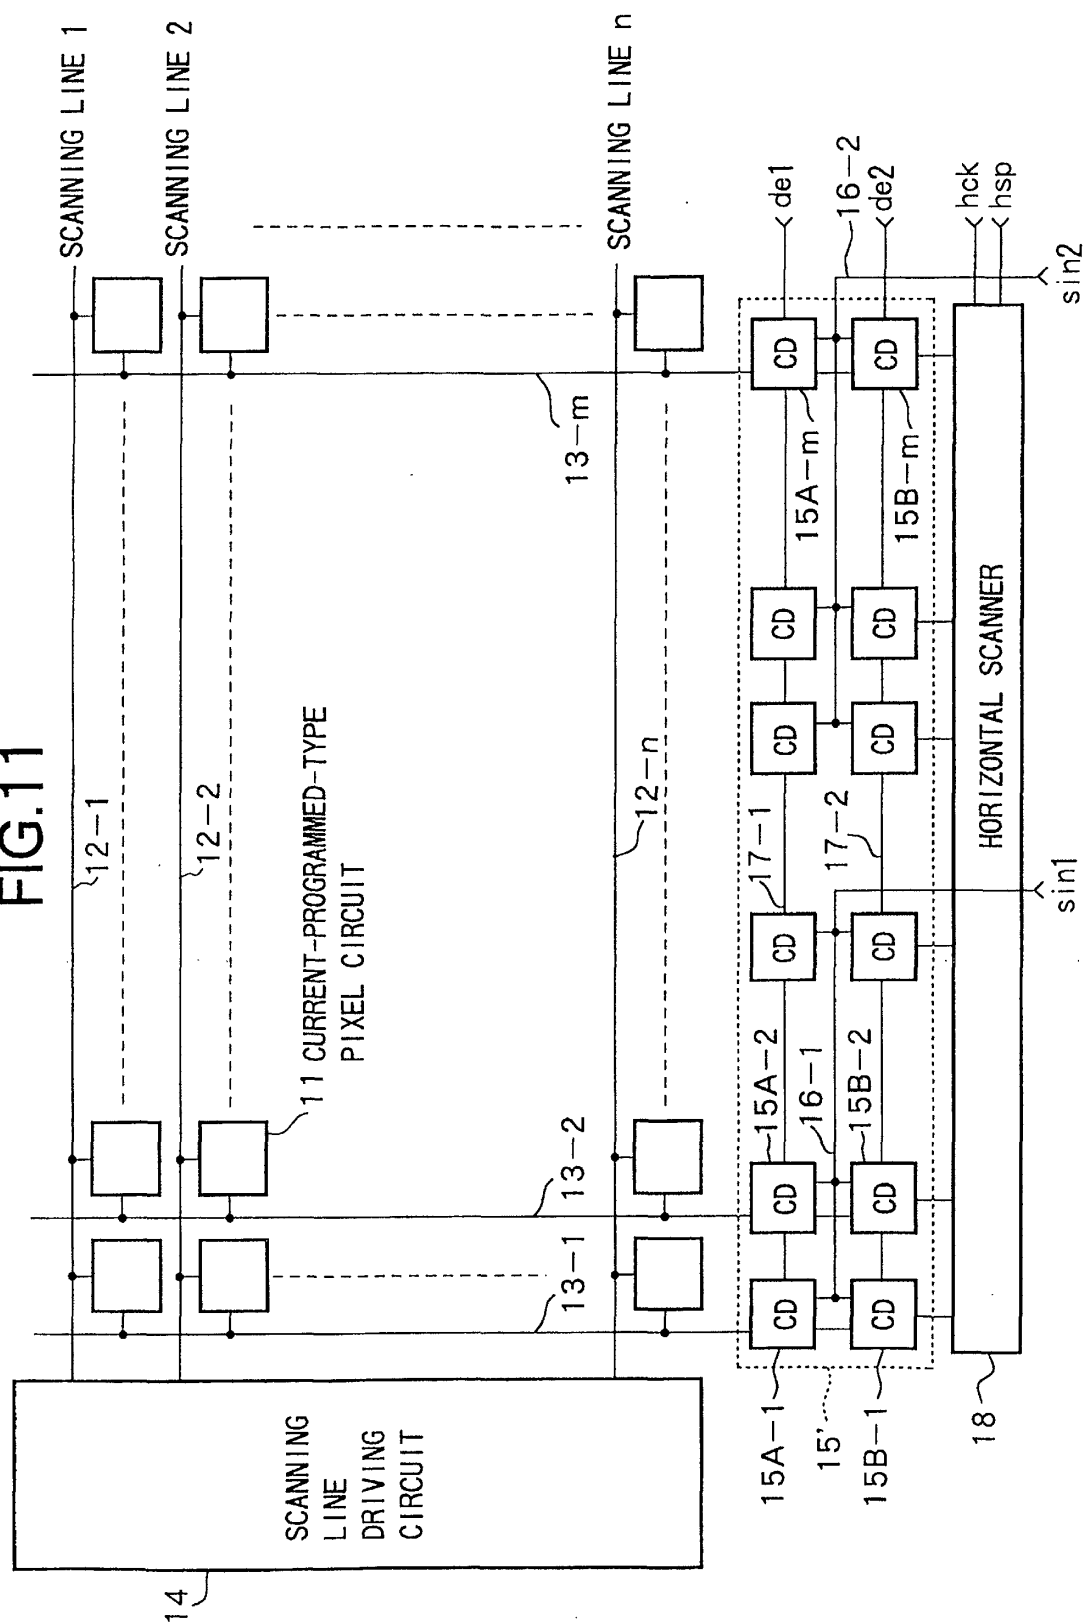 FIG.11
SCANNING LINE 1
SCANNING LINE 2
SCANNING LINE n
12-1
12-2
12-n
11 CURRENT-PROGRAMMED-TYPE
PIXEL CIRCUIT
13-1
13-2
13-m
14
SCANNING
LINE
DRIVING
CIRCUIT
15A-1
15'
15B-1
15A-2
16-1
15B-2
17-1
17-2
15A-m
15B-m
16-2
CD
CD
CD
CD
CD
CD
CD
CD
CD
CD
de1
de2
hck
hsp
sin1
sin2
HORIZONTAL SCANNER
18